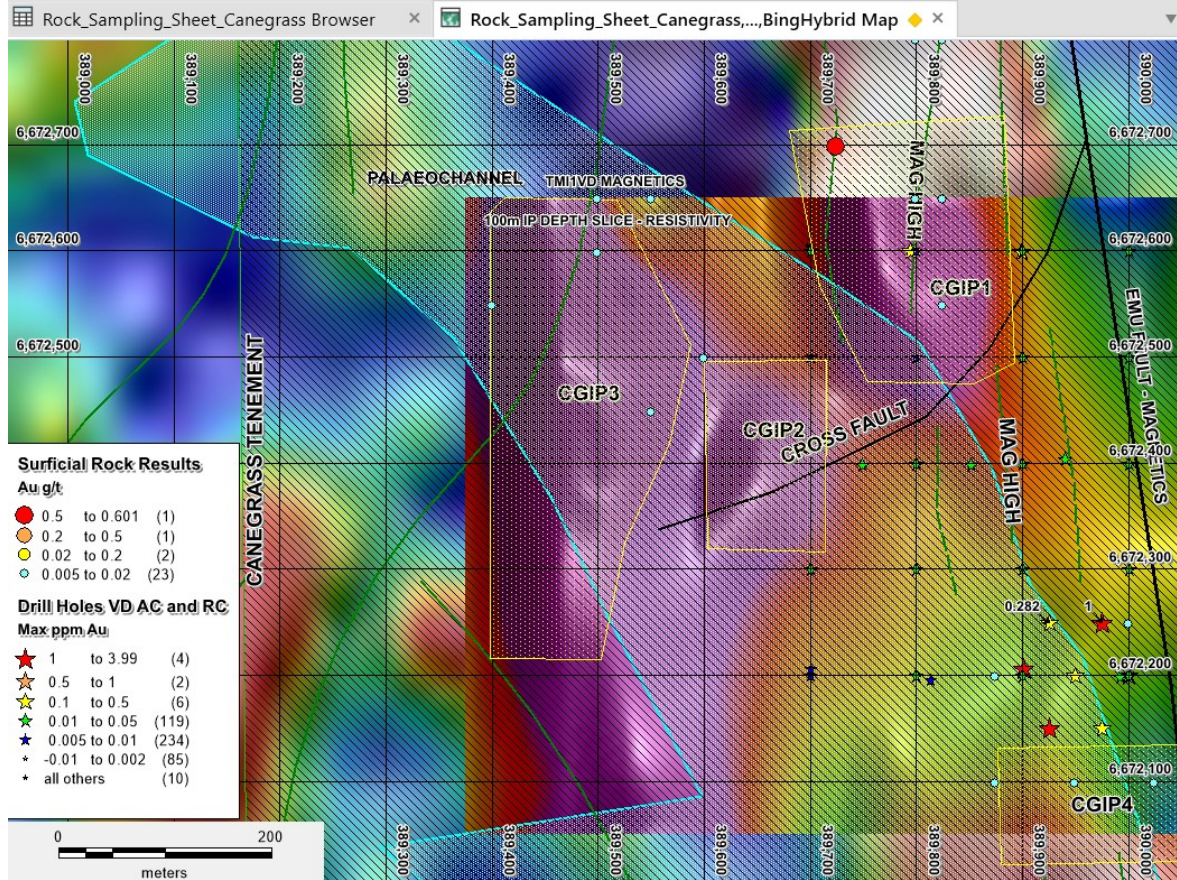 Rock_Sampling_Sheet_Canegrass Browser
Rock_Sampling_Sheet_Canegrass,...,BingHybrid Map
389,000
389,100
389,200
389,300
389,400
389,500
389,600
389,700
389,800
389,900
390,000
6,672,700
6,672,700
PALAEOCHANNEL
TMI1VD MAGNETICS
100m IP DEPTH SLICE - RESISTIVITY
MAG HIGH
6,672,600
6,672,600
CGIP1
EMU FAULT - MAGNETICS
6,672,500
6,672,500
CANEGRASS TENEMENT
CGIP3
CGIP2
CROSS FAULT
MAG HIGH
6,672,400
6,672,300
0.282
1
6,672,200
6,672,100
CGIP4
Surficial Rock Results
Au g/t
0.5 to 0.601 (1)
0.2 to 0.5 (1)
0.02 to 0.2 (2)
0.005 to 0.02 (23)
Drill Holes VD AC and RC
Max ppm Au
1 to 3.99 (4)
0.5 to 1 (2)
0.1 to 0.5 (6)
0.01 to 0.05 (119)
0.005 to 0.01 (234)
-0.01 to 0.002 (85)
all others (10)
0 200
meters
389,300
389,400
389,500
389,600
389,700
389,800
389,900
390,000